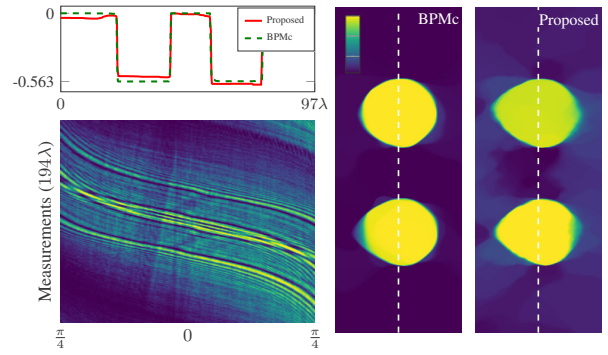 0
-0.563
0
97λ
Proposed
BPMc
BPMc
Proposed
Measurements (194λ)
π/4
0
π/4